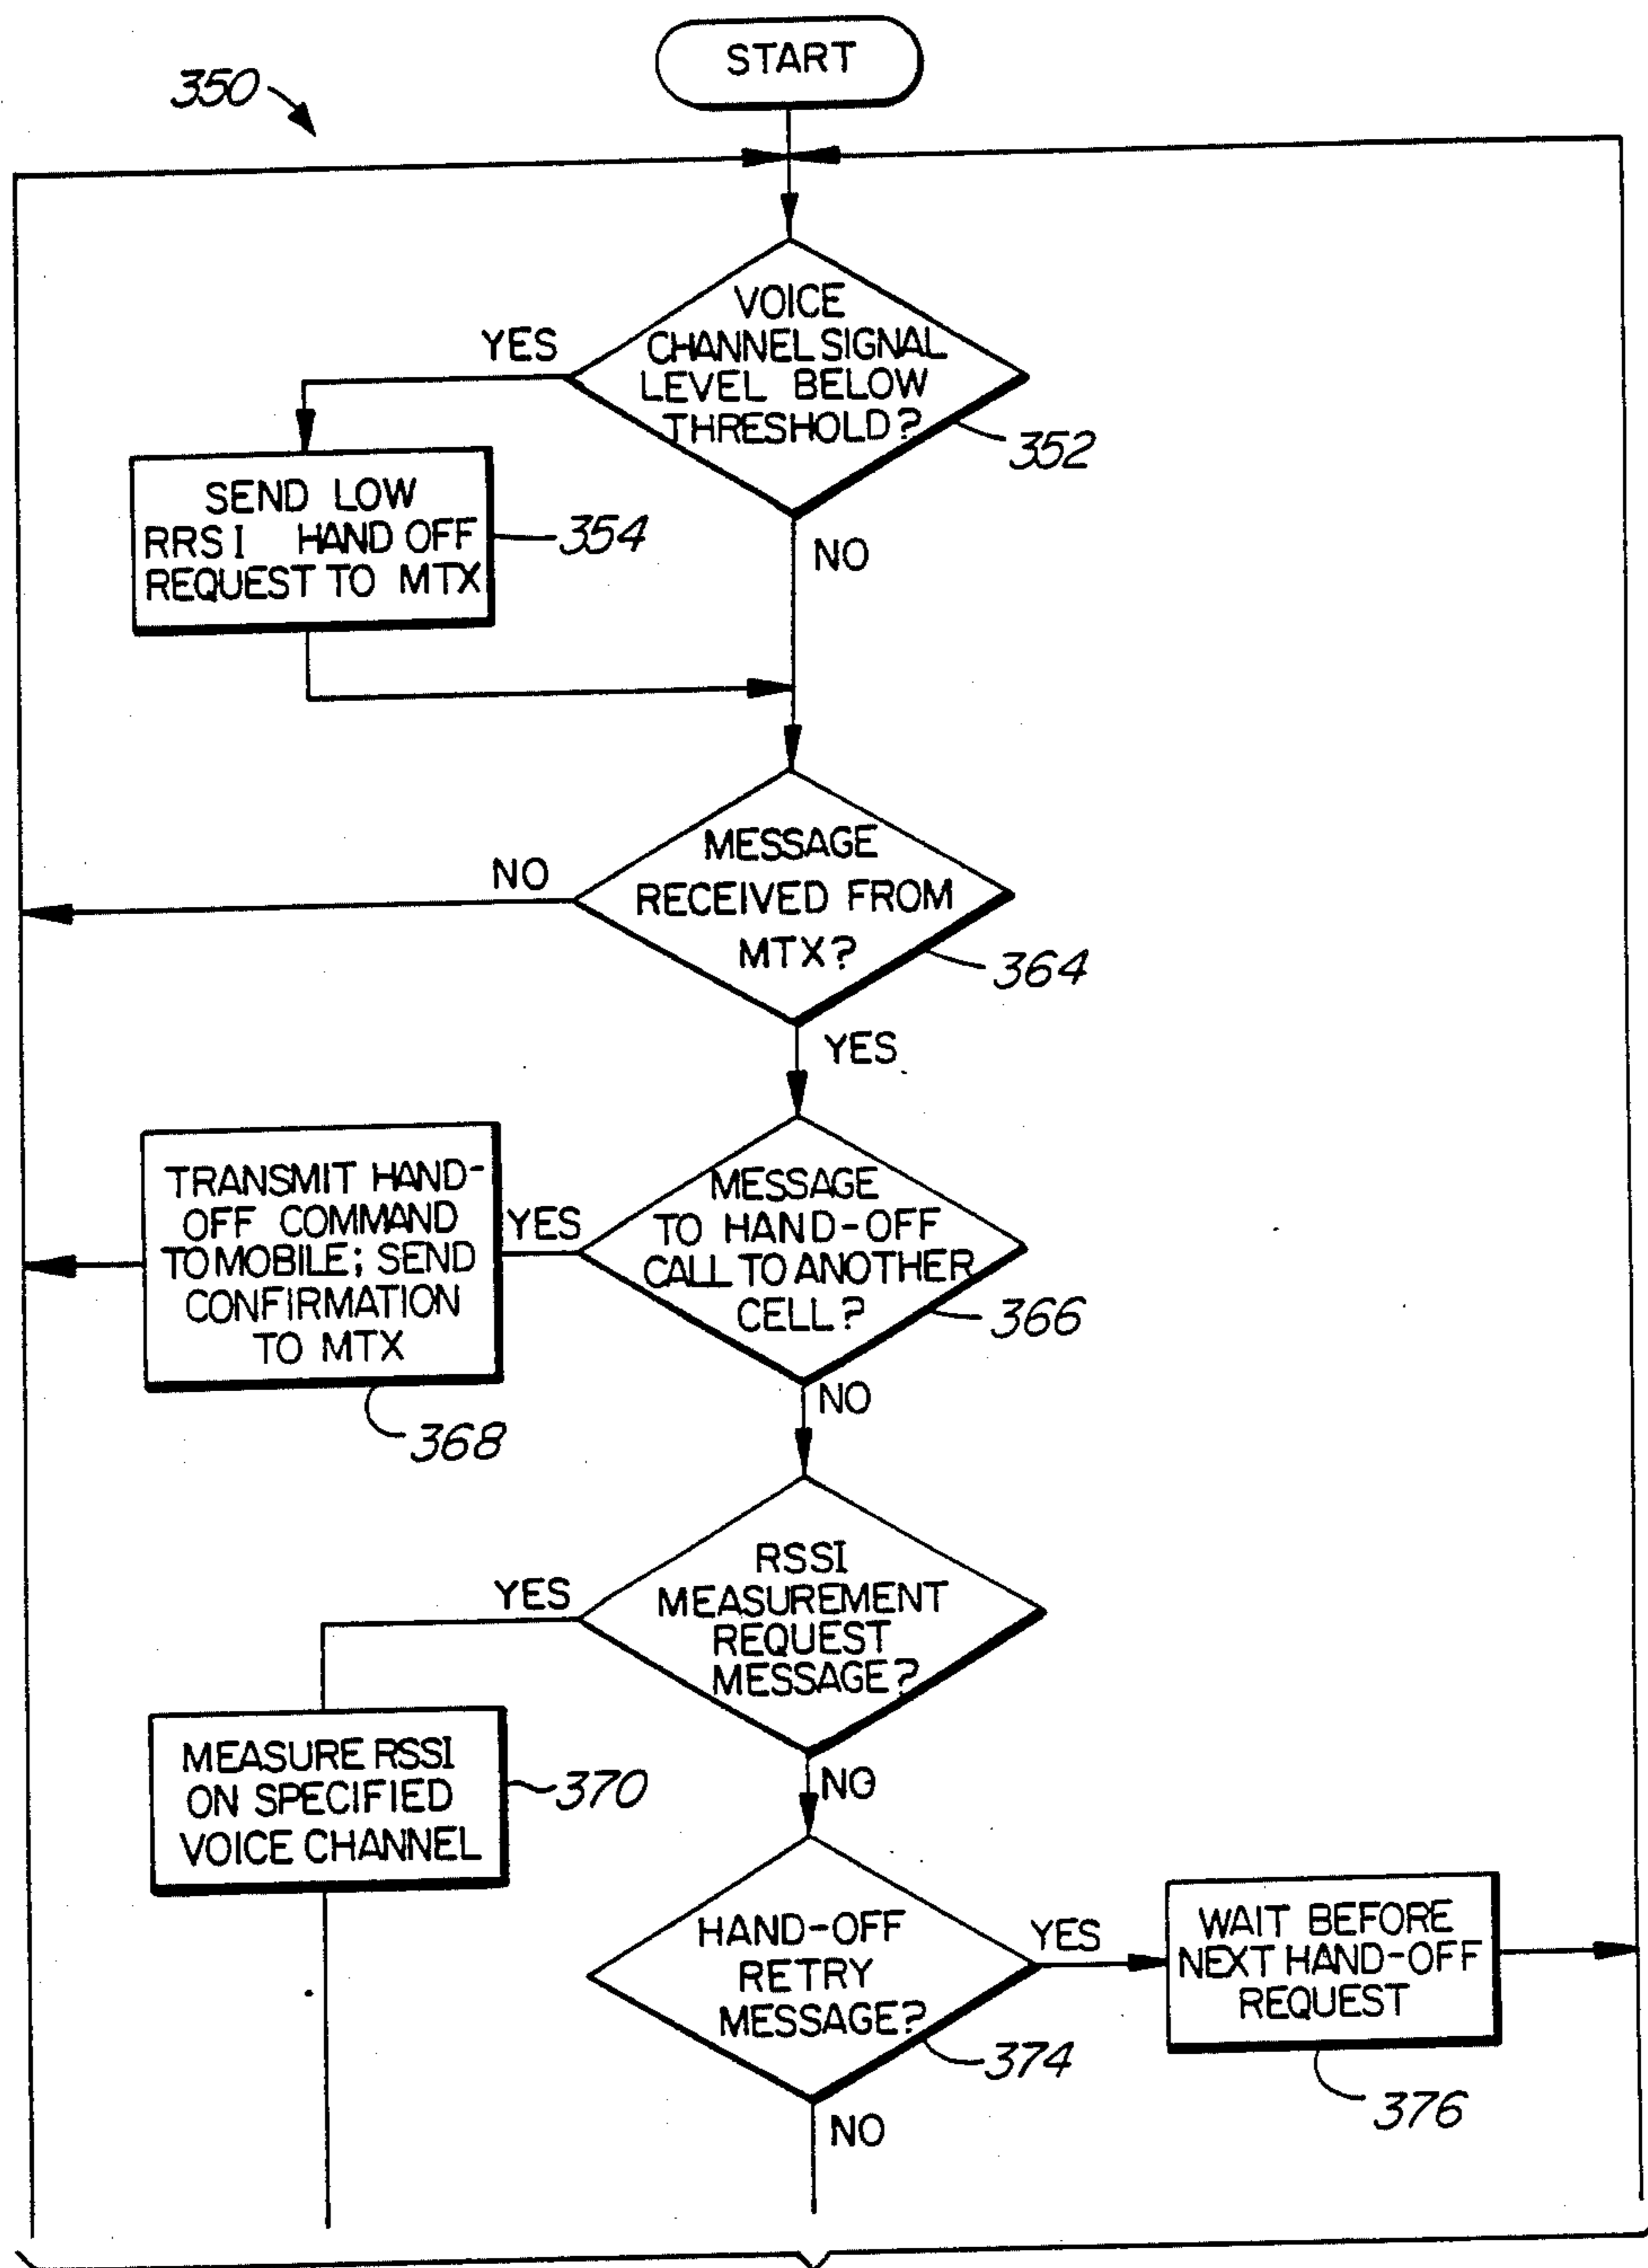 START
350
VOICE
CHANNEL SIGNAL
LEVEL BELOW
THRESHOLD?
352
YES
NO
SEND LOW
RRSI HAND OFF
REQUEST TO MTX
354
MESSAGE
RECEIVED FROM
MTX?
364
NO
YES
MESSAGE
TO HAND-OFF
CALL TO ANOTHER
CELL?
366
YES
NO
TRANSMIT HAND-
OFF COMMAND
TO MOBILE; SEND
CONFIRMATION
TO MTX
368
RSSI
MEASUREMENT
REQUEST
MESSAGE?
YES
NO
MEASURE RSSI
ON SPECIFIED
VOICE CHANNEL
370
HAND-OFF
RETRY
MESSAGE?
374
YES
NO
WAIT BEFORE
NEXT HAND-OFF
REQUEST
376